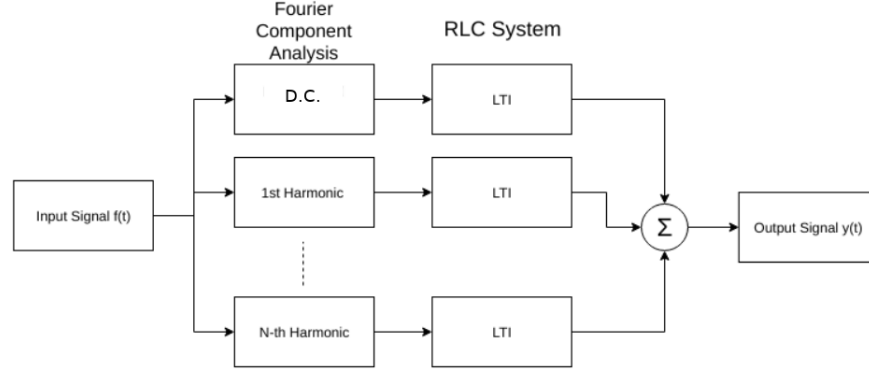 Fourier
Component
Analysis
RLC System
D.C.
LTI
1st Harmonic
LTI
Input Signal f(t)
Σ
Output Signal y(t)
N-th Harmonic
LTI